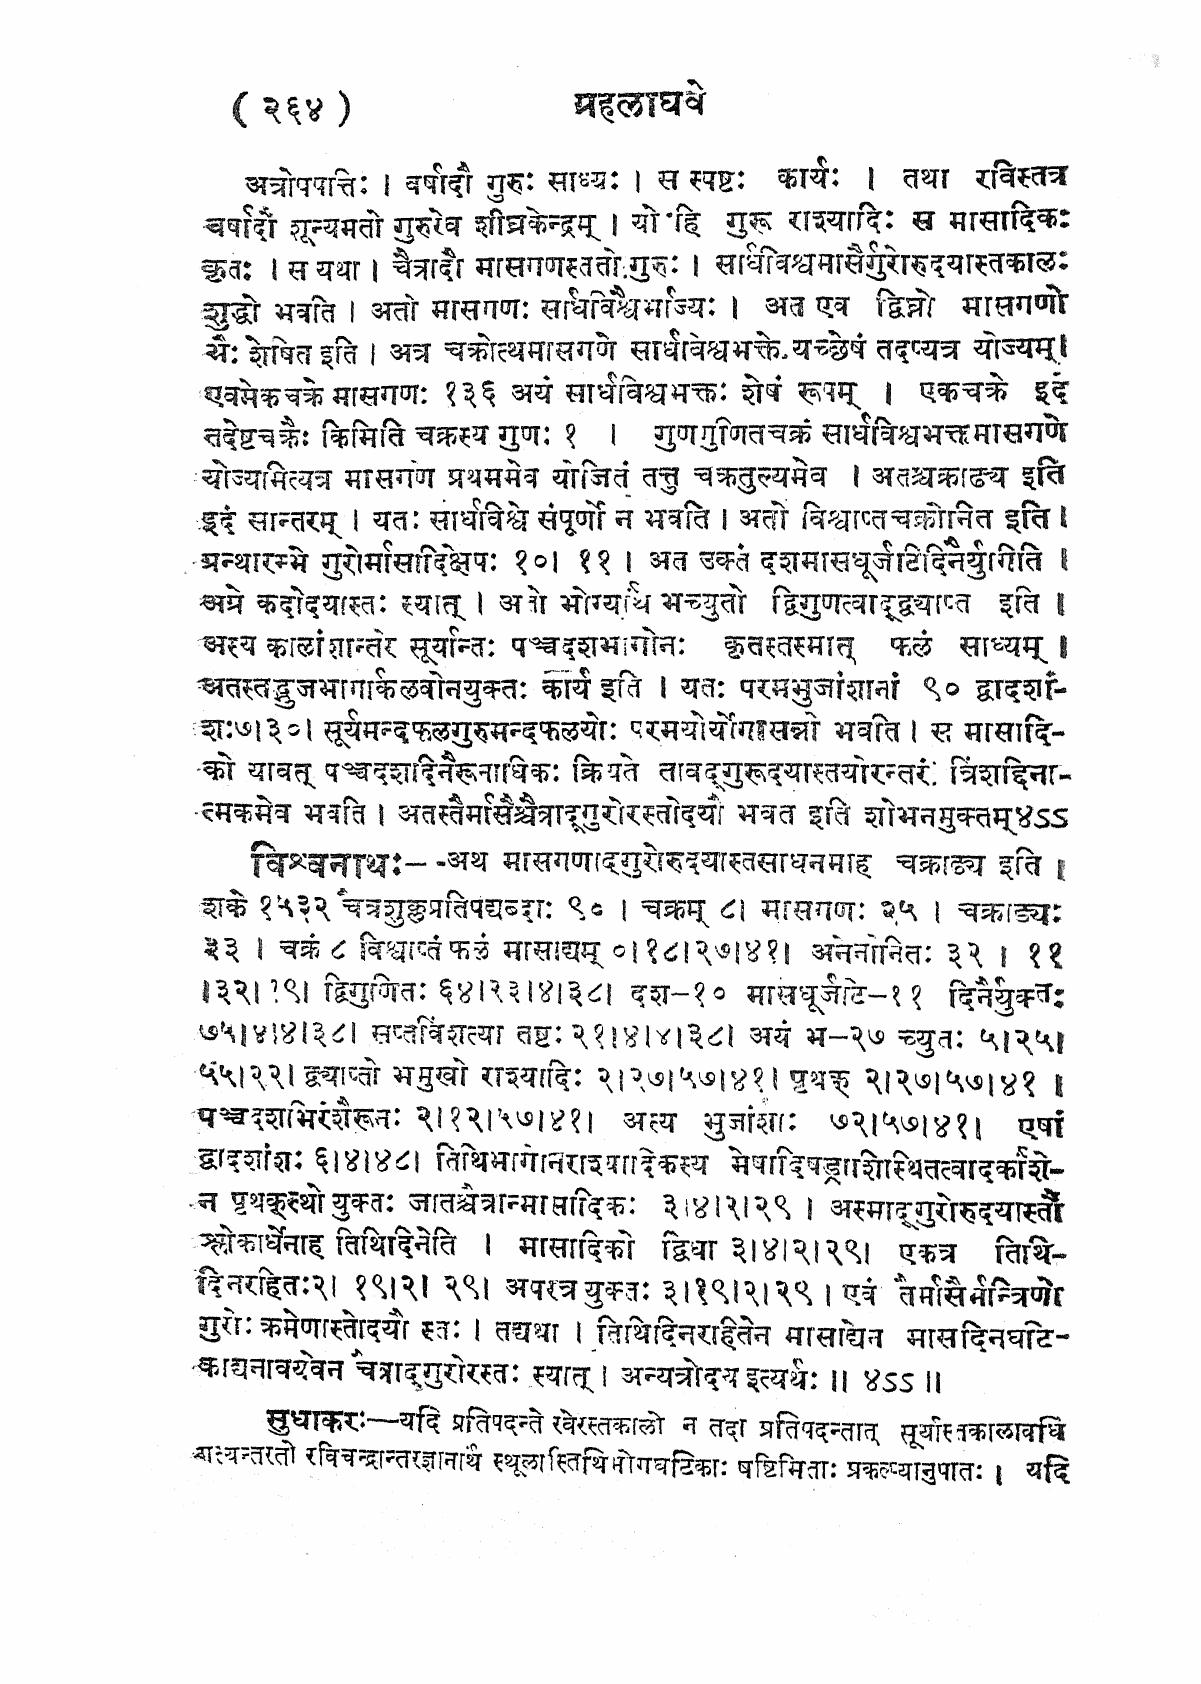 ( २६४ ) ग्रहलाघवे
अत्रोपपत्तिः । वर्षादौ गुरुः साध्यः । स स्पष्टः कार्यः । तथा रविस्तत्र
वर्षादौ शून्यमतो गुरुरेव शीघ्रकेन्द्रम् । यो हि गुरू राश्यादिः स मासादिकः
कृतः । स यथा । चैत्रादौ मासगणस्ततो गुरुः । सार्धविश्वमासैर्गुरोरुदयास्तकालः
शुद्धो भवति । अतो मासगणः सार्धविश्वैर्भाज्यः । अत एव द्विघ्नो मासगणो
भैः शेषित इति । अत्र चक्रोत्थमासगणे सार्धविश्वभक्ते यच्छेषं तदप्यत्र योज्यम्।
एवमेकचक्रे मासगणः १३६ अयं सार्धविश्वभक्तः शेषं रूपम् । एकचक्रे इदं
तदेष्टचक्रैः किमिति चक्रस्य गुणः १ । गुणगुणितचक्रं सार्धविश्वभक्तमासगणे
योज्यमित्यत्र मासगणे प्रथममेव योजितं तत्तु चक्रतुल्यमेव । अतश्चक्राढ्य इति
इदं सान्तरम् । यतः सार्धविश्वे संपूर्णो न भवति । अतो विश्वाप्तचक्रोनित इति ।
ग्रन्थारम्भे गुरोर्मासादिक्षेपः १०। ११ । अत उक्तं दशमासधूर्जटिदिनैर्युगिति ।
अग्रे कदोदयास्तः स्यात् । अतो भोग्यार्थं भच्युतो द्विगुणत्वाद्द्वयाप्त इति ।
अस्य कालांशान्तरे सूर्यान्तः पञ्चदशभागोनः कृतस्तस्मात् फलं साध्यम् ।
अतस्तद्भुजभागार्कलवोनयुक्तः कार्य इति । यतः परमभुजांशानां ९० द्वादशां-
शः७।३०। सूर्यमन्दफलगुरुमन्दफलयोः परमयोर्योगासन्नो भवति । स मासादि-
को यावत् पञ्चदशदिनैरूनाधिकः क्रियते तावद्गुरूदयास्तयोरन्तरं त्रिंशद्दिना-
त्मकमेव भवति । अतस्तैर्मासैश्चैत्राद्गुरोरस्तोदयौ भवत इति शोभनमुक्तम्४ऽऽ
विश्वनाथः—अथ मासगणाद्गुरोरुदयास्तसाधनमाह चक्राढ्य इति ।
शके १५३२ चैत्रशुक्लप्रतिपद्यब्दाः ९० । चक्रम् ८। मासगणः २५ । चक्राड्यः
३३ । चक्रं ८ विश्वाप्तं फलं मासाद्यम् ०।१८।२७।४१। अनेनोनितः ३२ । ११
।३२।१९। द्विगुणितः ६४।२३।४।३८। दश—१० मासधूर्जटि—११ दिनैर्युक्तः
७५।४।४।३८। सप्तविंशत्या तष्टः २१।४।४।३८। अयं भ—२७ च्युतः ५।२५।
५५।२२। द्व्याप्तो भमुखो राश्यादिः २।२७।५७।४१। पृथक् २।२७।५७।४१ ।
पञ्चदशभिरंशैरूनः २।१२।५७।४१। अत्य भुजांशाः ७२।५७।४१। एषां
द्वादशांशः ६।४।४८। तिथिभागोनराश्यादिकस्य मेषादिषड्राशिस्थितत्वादर्कांशे-
न पृथक्स्थो युक्तः जातश्चैत्रान्मासादिकः ३।४।२।२९ । अस्माद्गुरोरुदयास्तौ
श्लोकार्धेनाह तिथिदिनेति । मासादिको द्विधा ३।४।२।२९। एकत्र तिथि-
दिनरहितः२। १९।२। २९। अपरत्र युक्तः ३।१९।२।२९ । एवं तैर्मासैर्मन्त्रिणो
गुरोः क्रमेणास्तोदयौ स्तः । तद्यथा । तिथिदिनराहितेन मासाद्येन मासदिनघटि-
काद्यनावयवेन चैत्राद्गुरोरस्तः स्यात् । अन्यत्रोदय इत्यर्थः ॥ ४ऽऽ ॥
सुधाकरः—यदि प्रतिपदन्ते रवेरस्तकालो न तदा प्रतिपदन्तात् सूर्यास्तकालावधि
गत्यन्तरतो रविचन्द्रान्तरज्ञानार्थं स्थूलास्तिथिभोगघटिकाः षष्टिमिताः प्रकल्प्यानुपातः । यदि